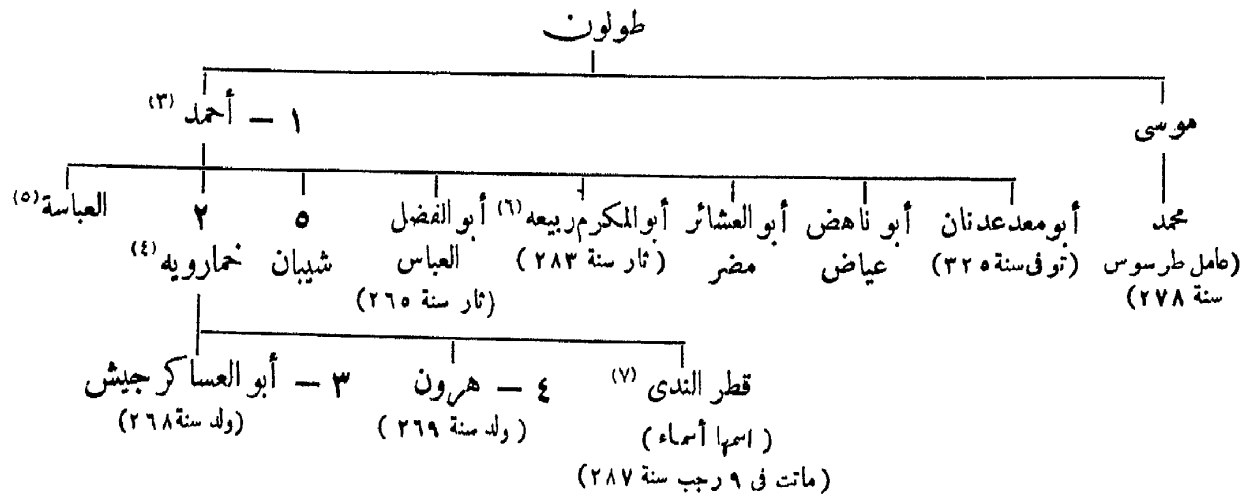 طولون
موسى
١ – أحمد (٣)
محمد
(عامل طرسوس
سنة ٢٧٨)
أبو معد عدنان
(توفى سنة ٣٢٥)
أبو ناهض
عياض
أبو العشائر
مضر
أبو المكرم ربيعه (٦)
(ثار سنة ٢٨٣)
أبو الفضل
العباس
(ثار سنة ٢٦٥)
٥
شيبان
٢
خمارويه (٤)
العباسة (٥)
قطر الندى (٧)
(اسمها أسماء)
(ماتت فى ٩ رجب سنة ٢٨٧)
٤ – هرون
(ولد سنة ٢٦٩)
٣ – أبو العساكر جيش
(ولد سنة ٢٦٨)